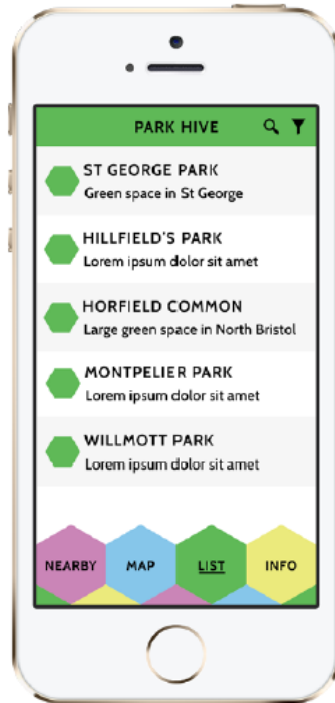 PARK HIVE
ST GEORGE PARK
Green space in St George
HILLFIELD'S PARK
Lorem ipsum dolor sit amet
HORFIELD COMMON
Large green space in North Bristol
MONTPELIER PARK
Lorem ipsum dolor sit amet
WILLMOTT PARK
Lorem ipsum dolor sit amet
NEARBY MAP LIST INFO